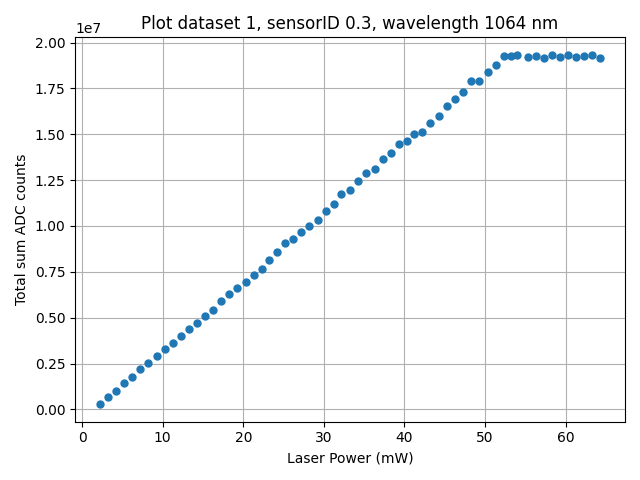 Plot dataset 1, sensorID 0.3, wavelength 1064 nm
1e7
2.00
1.75
1.50
1.25
1.00
0.75
0.50
0.25
0.00
Total sum ADC counts
0 10 20 30 40 50 60
Laser Power (mW)